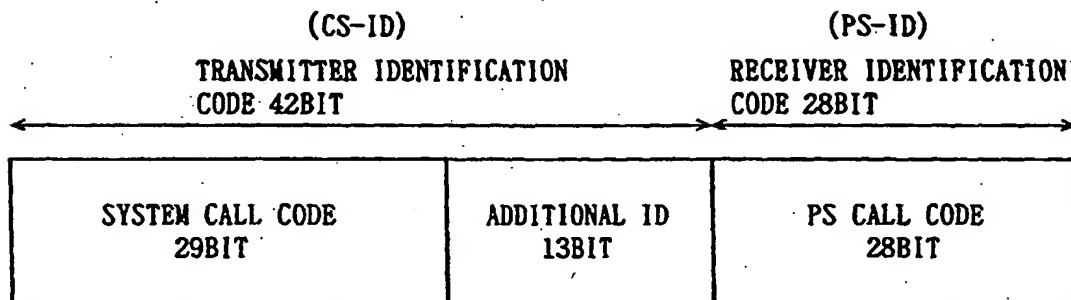 (CS-ID)
(PS-ID)
TRANSMITTER IDENTIFICATION
CODE 42BIT
RECEIVER IDENTIFICATION
CODE 28BIT
SYSTEM CALL CODE
29BIT
ADDITIONAL ID
13BIT
PS CALL CODE
28BIT